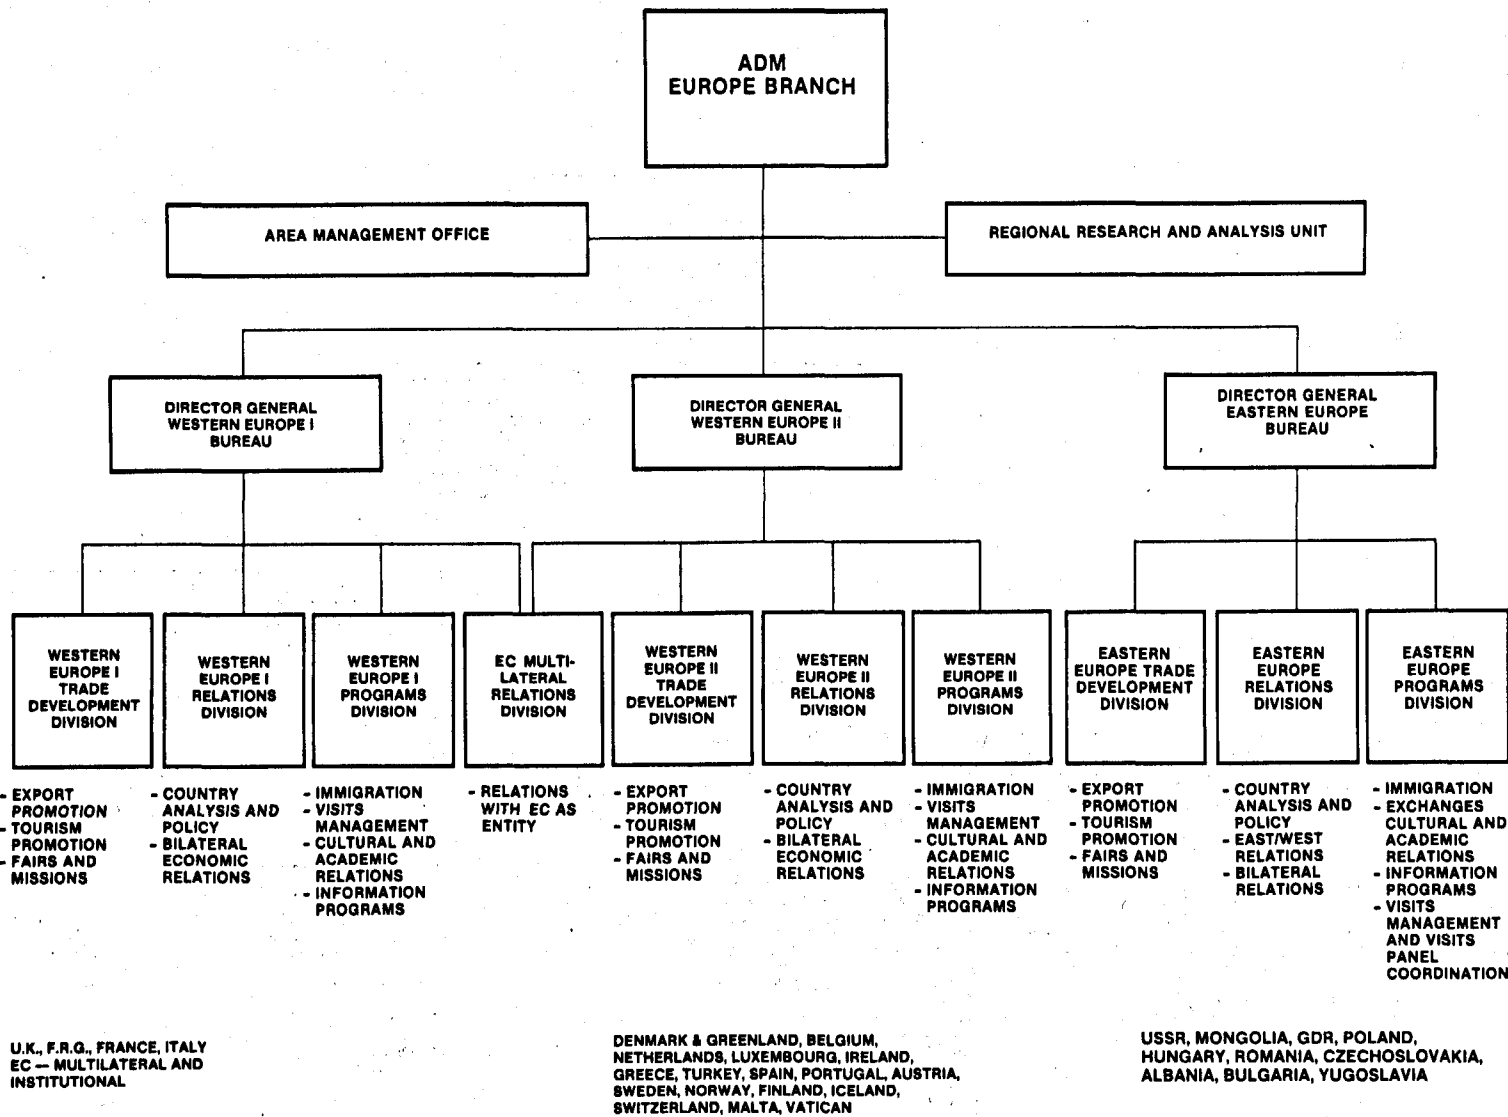 ADM
EUROPE BRANCH
AREA MANAGEMENT OFFICE
REGIONAL RESEARCH AND ANALYSIS UNIT
DIRECTOR GENERAL
WESTERN EUROPE I
BUREAU
DIRECTOR GENERAL
WESTERN EUROPE II
BUREAU
DIRECTOR GENERAL
EASTERN EUROPE
BUREAU
WESTERN
EUROPE I
TRADE
DEVELOPMENT
DIVISION
WESTERN
EUROPE I
RELATIONS
DIVISION
WESTERN
EUROPE I
PROGRAMS
DIVISION
EC MULTI-
LATERAL
RELATIONS
DIVISION
WESTERN
EUROPE II
TRADE
DEVELOPMENT
DIVISION
WESTERN
EUROPE II
RELATIONS
DIVISION
WESTERN
EUROPE II
PROGRAMS
DIVISION
EASTERN
EUROPE TRADE
DEVELOPMENT
DIVISION
EASTERN
EUROPE
RELATIONS
DIVISION
EASTERN
EUROPE
PROGRAMS
DIVISION
- EXPORT
PROMOTION
- TOURISM
PROMOTION
- FAIRS AND
MISSIONS
- COUNTRY
ANALYSIS AND
POLICY
- BILATERAL
ECONOMIC
RELATIONS
- IMMIGRATION
- VISITS
MANAGEMENT
- CULTURAL AND
ACADEMIC
RELATIONS
- INFORMATION
PROGRAMS
- RELATIONS
WITH EC AS
ENTITY
- EXPORT
PROMOTION
- TOURISM
PROMOTION
- FAIRS AND
MISSIONS
- COUNTRY
ANALYSIS AND
POLICY
- BILATERAL
ECONOMIC
RELATIONS
- IMMIGRATION
- VISITS
MANAGEMENT
- CULTURAL AND
ACADEMIC
RELATIONS
- INFORMATION
PROGRAMS
- EXPORT
PROMOTION
- TOURISM
PROMOTION
- FAIRS AND
MISSIONS
- COUNTRY
ANALYSIS AND
POLICY
- EAST/WEST
RELATIONS
- BILATERAL
RELATIONS
- IMMIGRATION
- EXCHANGES
CULTURAL AND
ACADEMIC
RELATIONS
- INFORMATION
PROGRAMS
- VISITS
MANAGEMENT
AND VISITS
PANEL
COORDINATION
U.K., F.R.G., FRANCE, ITALY
EC — MULTILATERAL AND
INSTITUTIONAL
DENMARK & GREENLAND, BELGIUM,
NETHERLANDS, LUXEMBOURG, IRELAND,
GREECE, TURKEY, SPAIN, PORTUGAL, AUSTRIA,
SWEDEN, NORWAY, FINLAND, ICELAND,
SWITZERLAND, MALTA, VATICAN
USSR, MONGOLIA, GDR, POLAND,
HUNGARY, ROMANIA, CZECHOSLOVAKIA,
ALBANIA, BULGARIA, YUGOSLAVIA